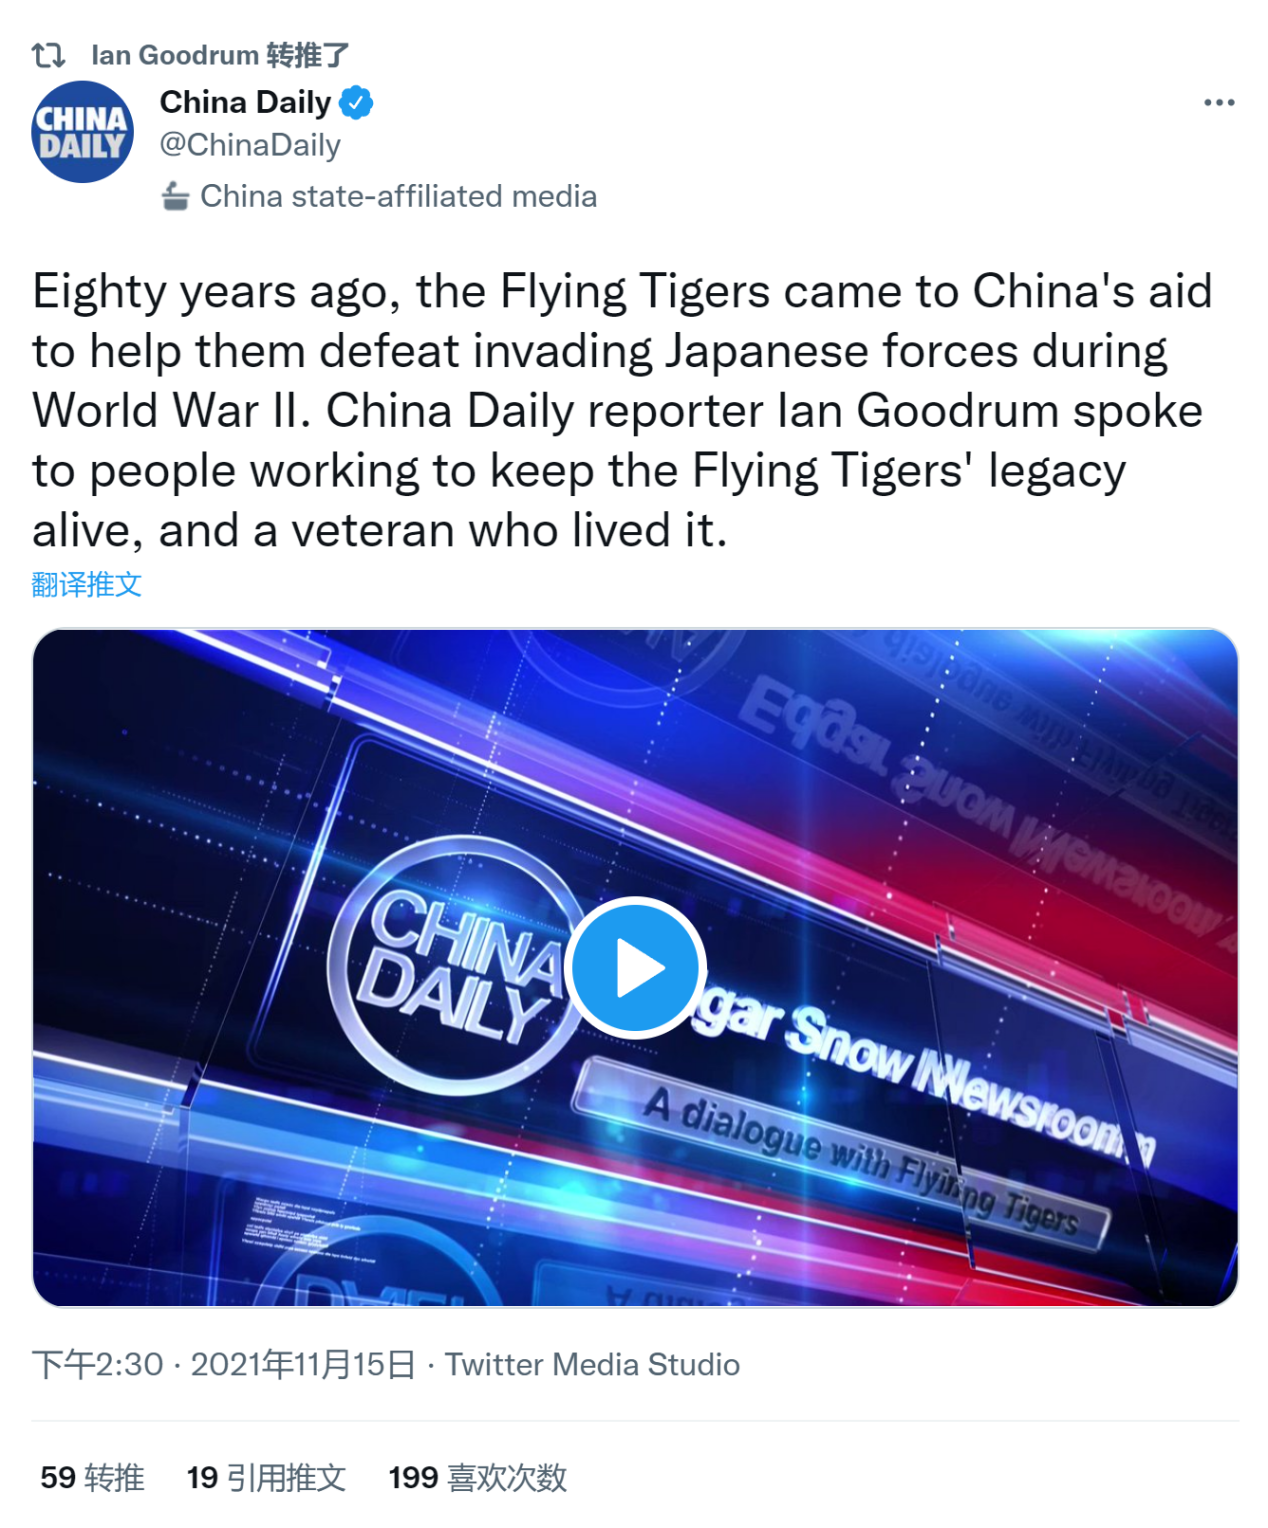 Ian Goodrum 转推了
CHINA
DAILY
China Daily
@ChinaDaily
China state-affiliated media
Eighty years ago, the Flying Tigers came to China's aid
to help them defeat invading Japanese forces during
World War II. China Daily reporter Ian Goodrum spoke
to people working to keep the Flying Tigers' legacy
alive, and a veteran who lived it.
翻译推文
CHINA
DAILY
gar Snow Newsroom
A dialogue with Flying Tigers
下午2:30 · 2021年11月15日 · Twitter Media Studio
59 转推 19 引用推文 199 喜欢次数